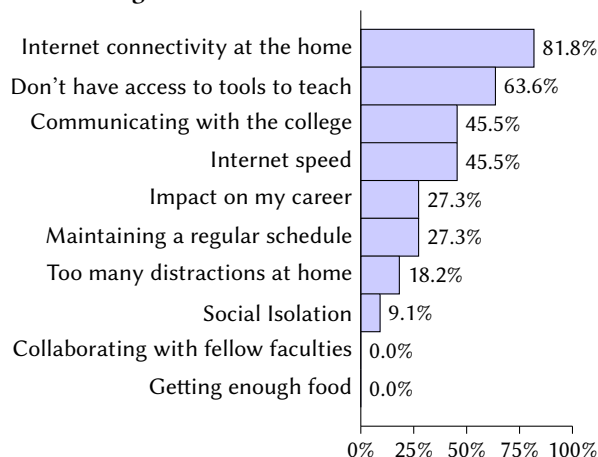 Internet connectivity at the home 81.8%
Don't have access to tools to teach 63.6%
Communicating with the college 45.5%
Internet speed 45.5%
Impact on my career 27.3%
Maintaining a regular schedule 27.3%
Too many distractions at home 18.2%
Social Isolation 9.1%
Collaborating with fellow faculties 0.0%
Getting enough food 0.0%
0% 25% 50% 75% 100%